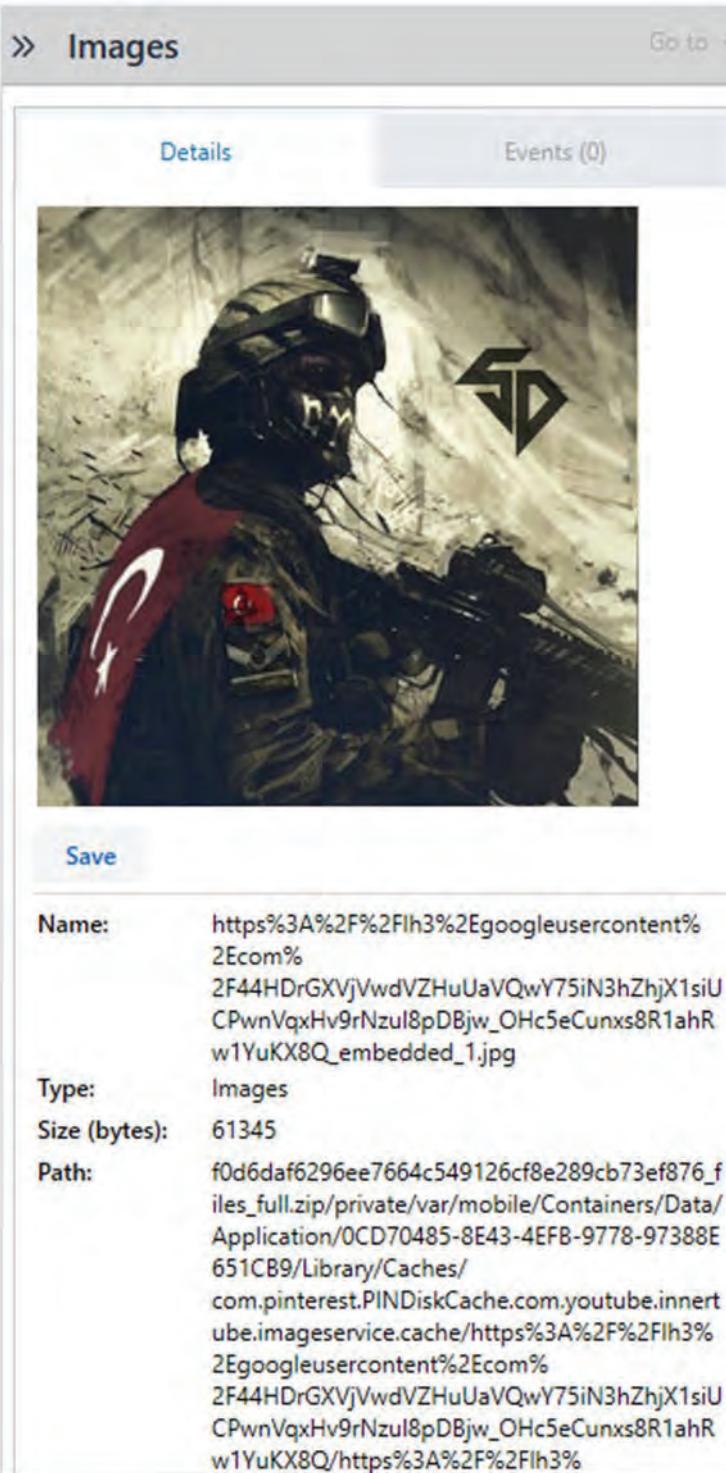 Images
Go to
Details
Events (0)
SD
Save
Name:
https%3A%2F%2Flh3%2Egoogleusercontent%
2Ecom%
2F44HDrGXVjVwdVZHuUaVQwY75iN3hZhjX1siU
CPwnVqxHv9rNzuI8pDBjw_OHc5eCunxs8R1ahR
w1YuKX8Q_embedded_1.jpg
Type: Images
Size (bytes): 61345
Path:
f0d6daf6296ee7664c549126cf8e289cb73ef876_f
iles_full.zip/private/var/mobile/Containers/Data/
Application/0CD70485-8E43-4EFB-9778-97388E
651CB9/Library/Caches/
com.pinterest.PINDiskCache.com.youtube.innert
ube.imageservice.cache/https%3A%2F%2Flh3%
2Egoogleusercontent%2Ecom%
2F44HDrGXVjVwdVZHuUaVQwY75iN3hZhjX1siU
CPwnVqxHv9rNzuI8pDBjw_OHc5eCunxs8R1ahR
w1YuKX8Q/https%3A%2F%2Flh3%